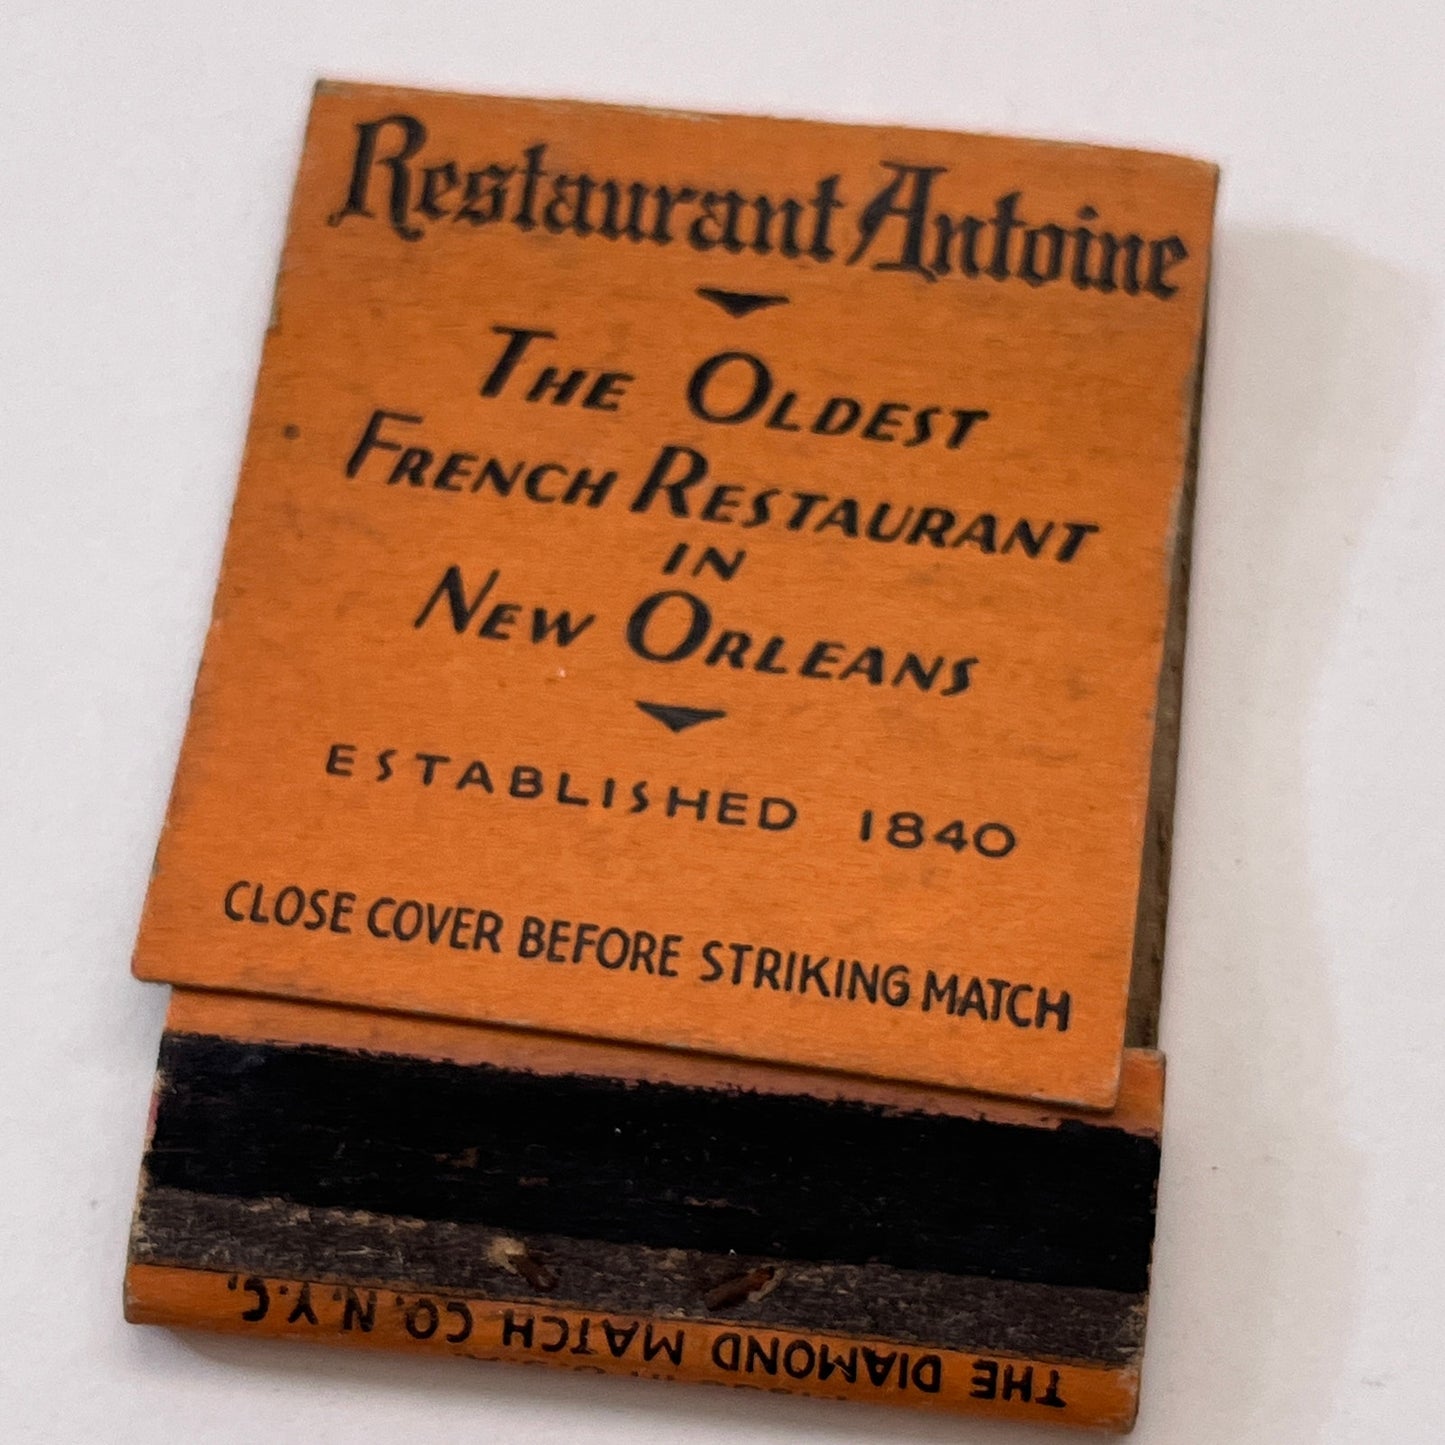 Restaurant Antoine
THE OLDEST
FRENCH RESTAURANT
IN
NEW ORLEANS
ESTABLISHED 1840
CLOSE COVER BEFORE STRIKING MATCH
THE DIAMOND MATCH CO. N.Y.C.